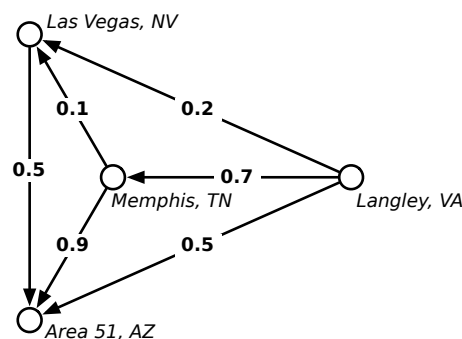 Las Vegas, NV
0.1
0.2
0.5
0.7
Memphis, TN
Langley, VA
0.9
0.5
Area 51, AZ